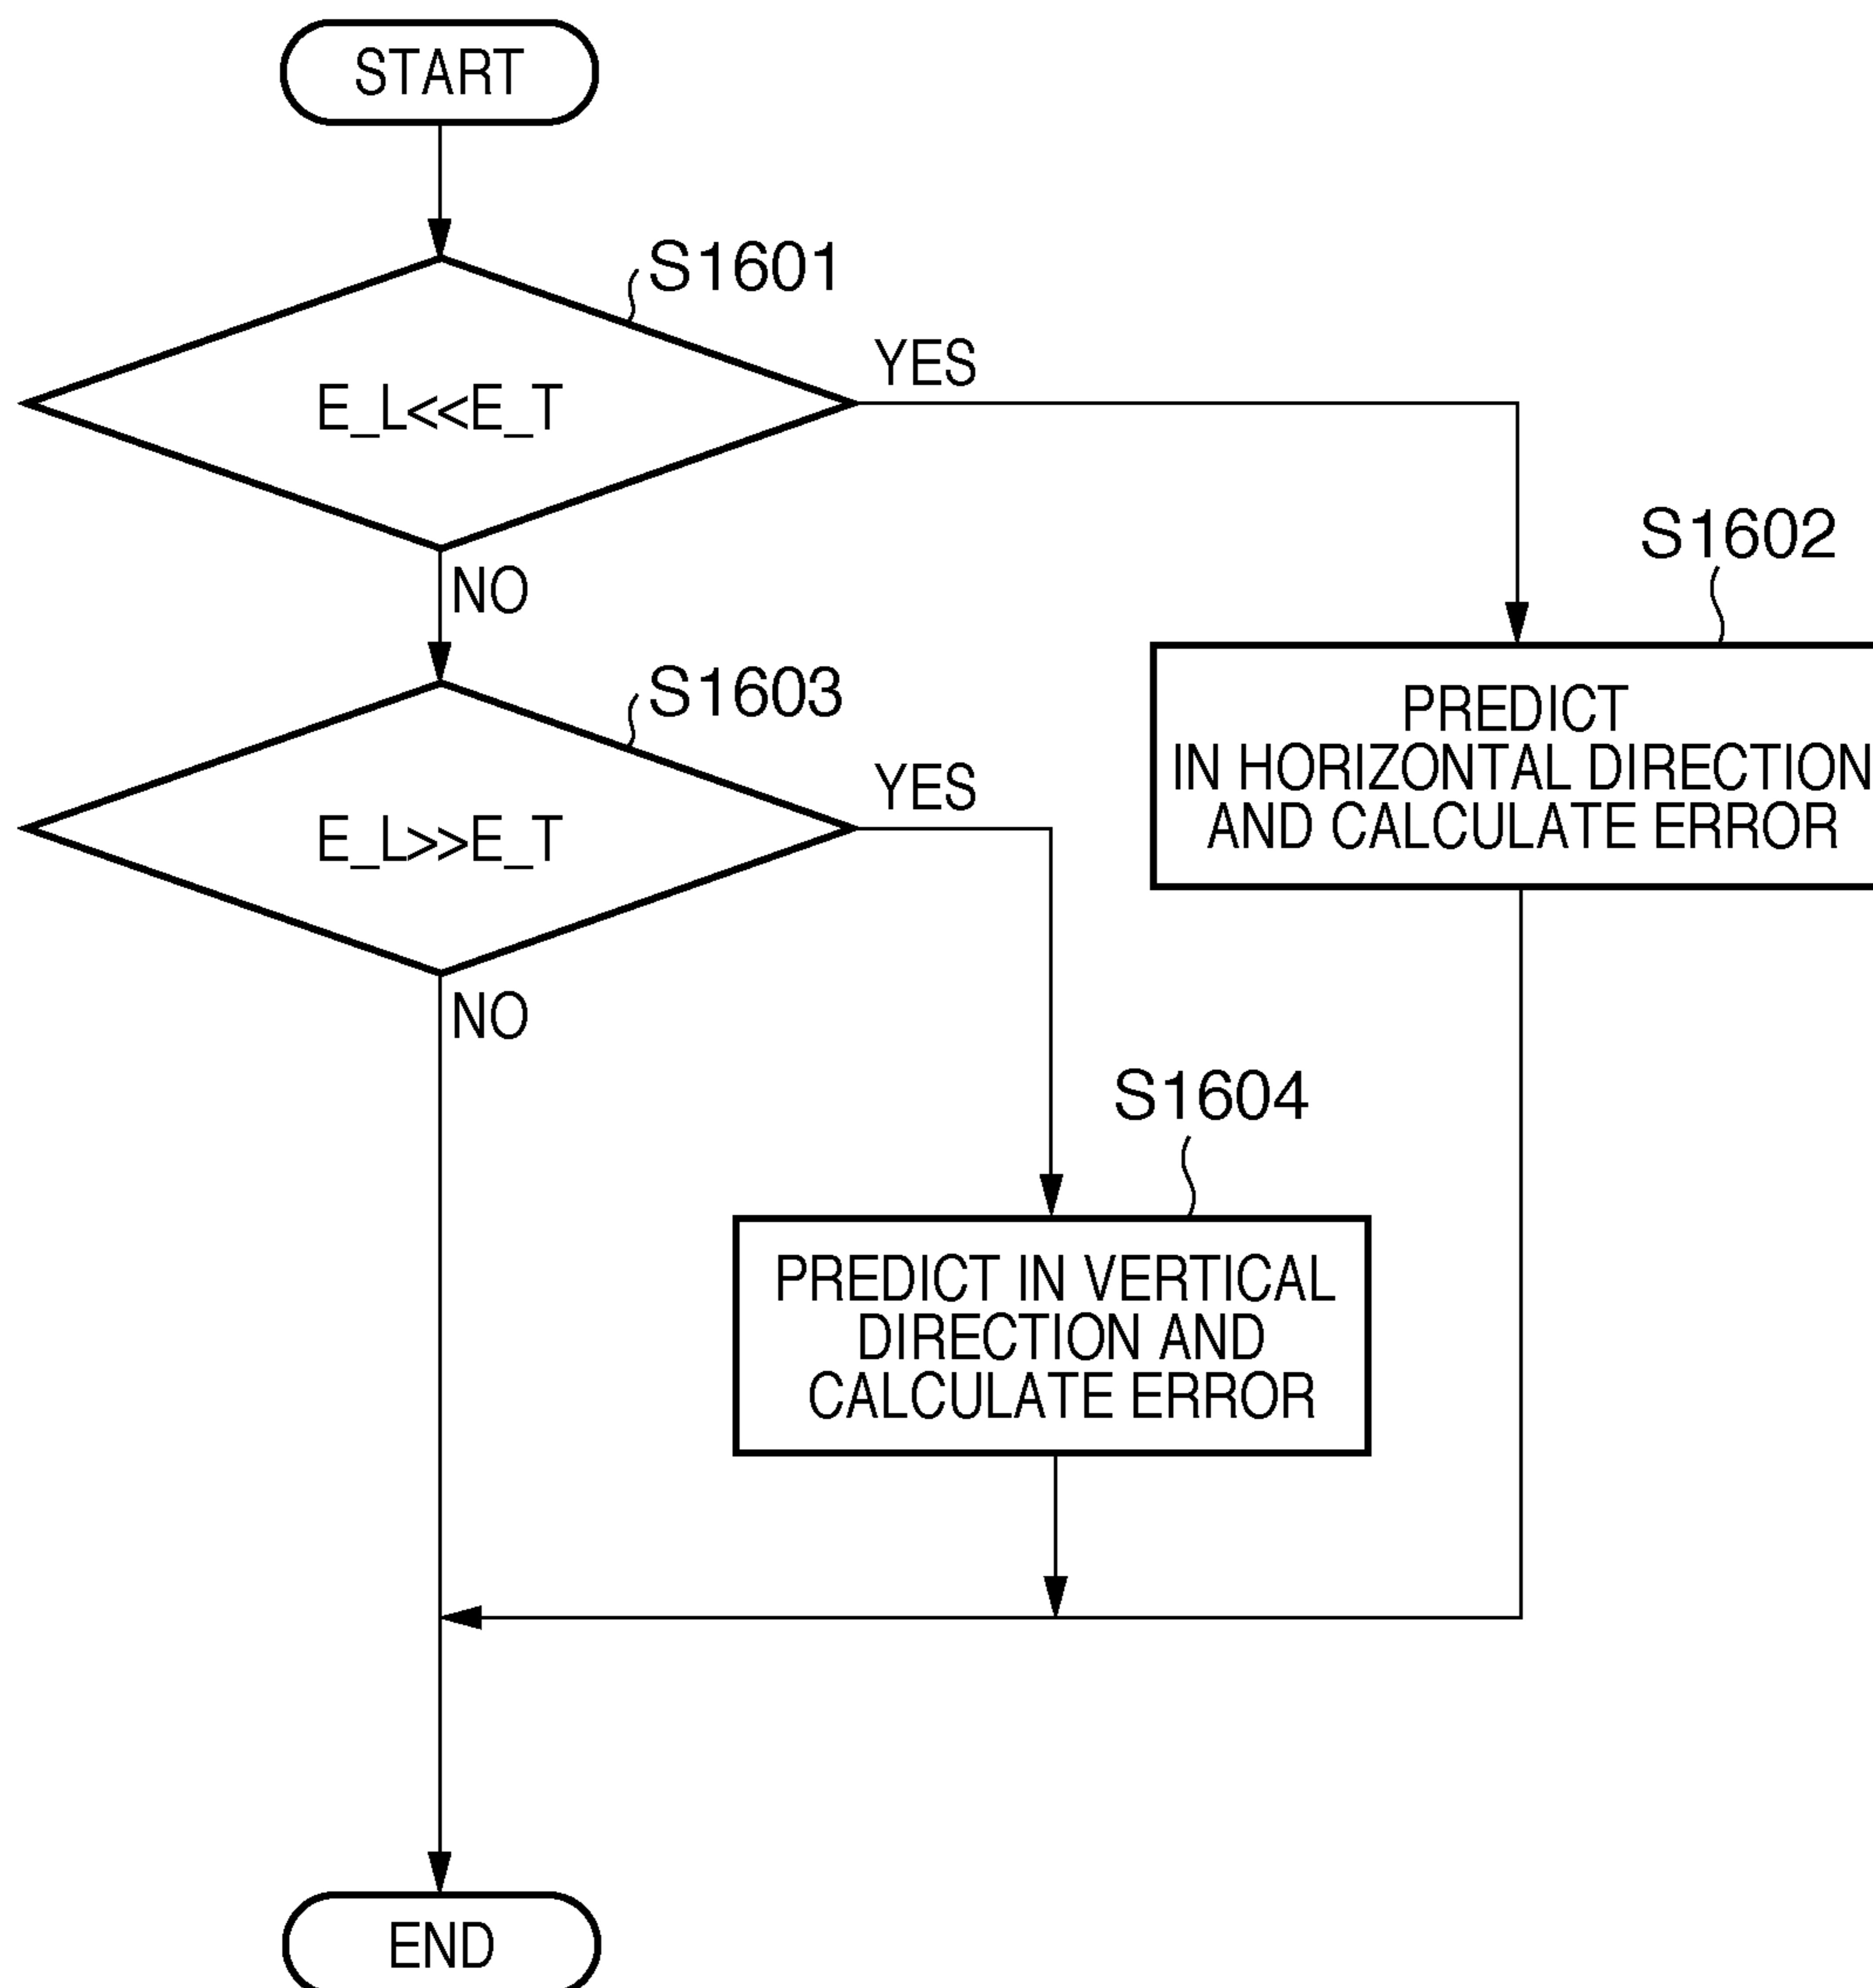 START
S1601
E_L<<E_T
YES
NO
S1602
PREDICT
IN HORIZONTAL DIRECTION
AND CALCULATE ERROR
S1603
E_L>>E_T
YES
NO
S1604
PREDICT IN VERTICAL
DIRECTION AND
CALCULATE ERROR
END